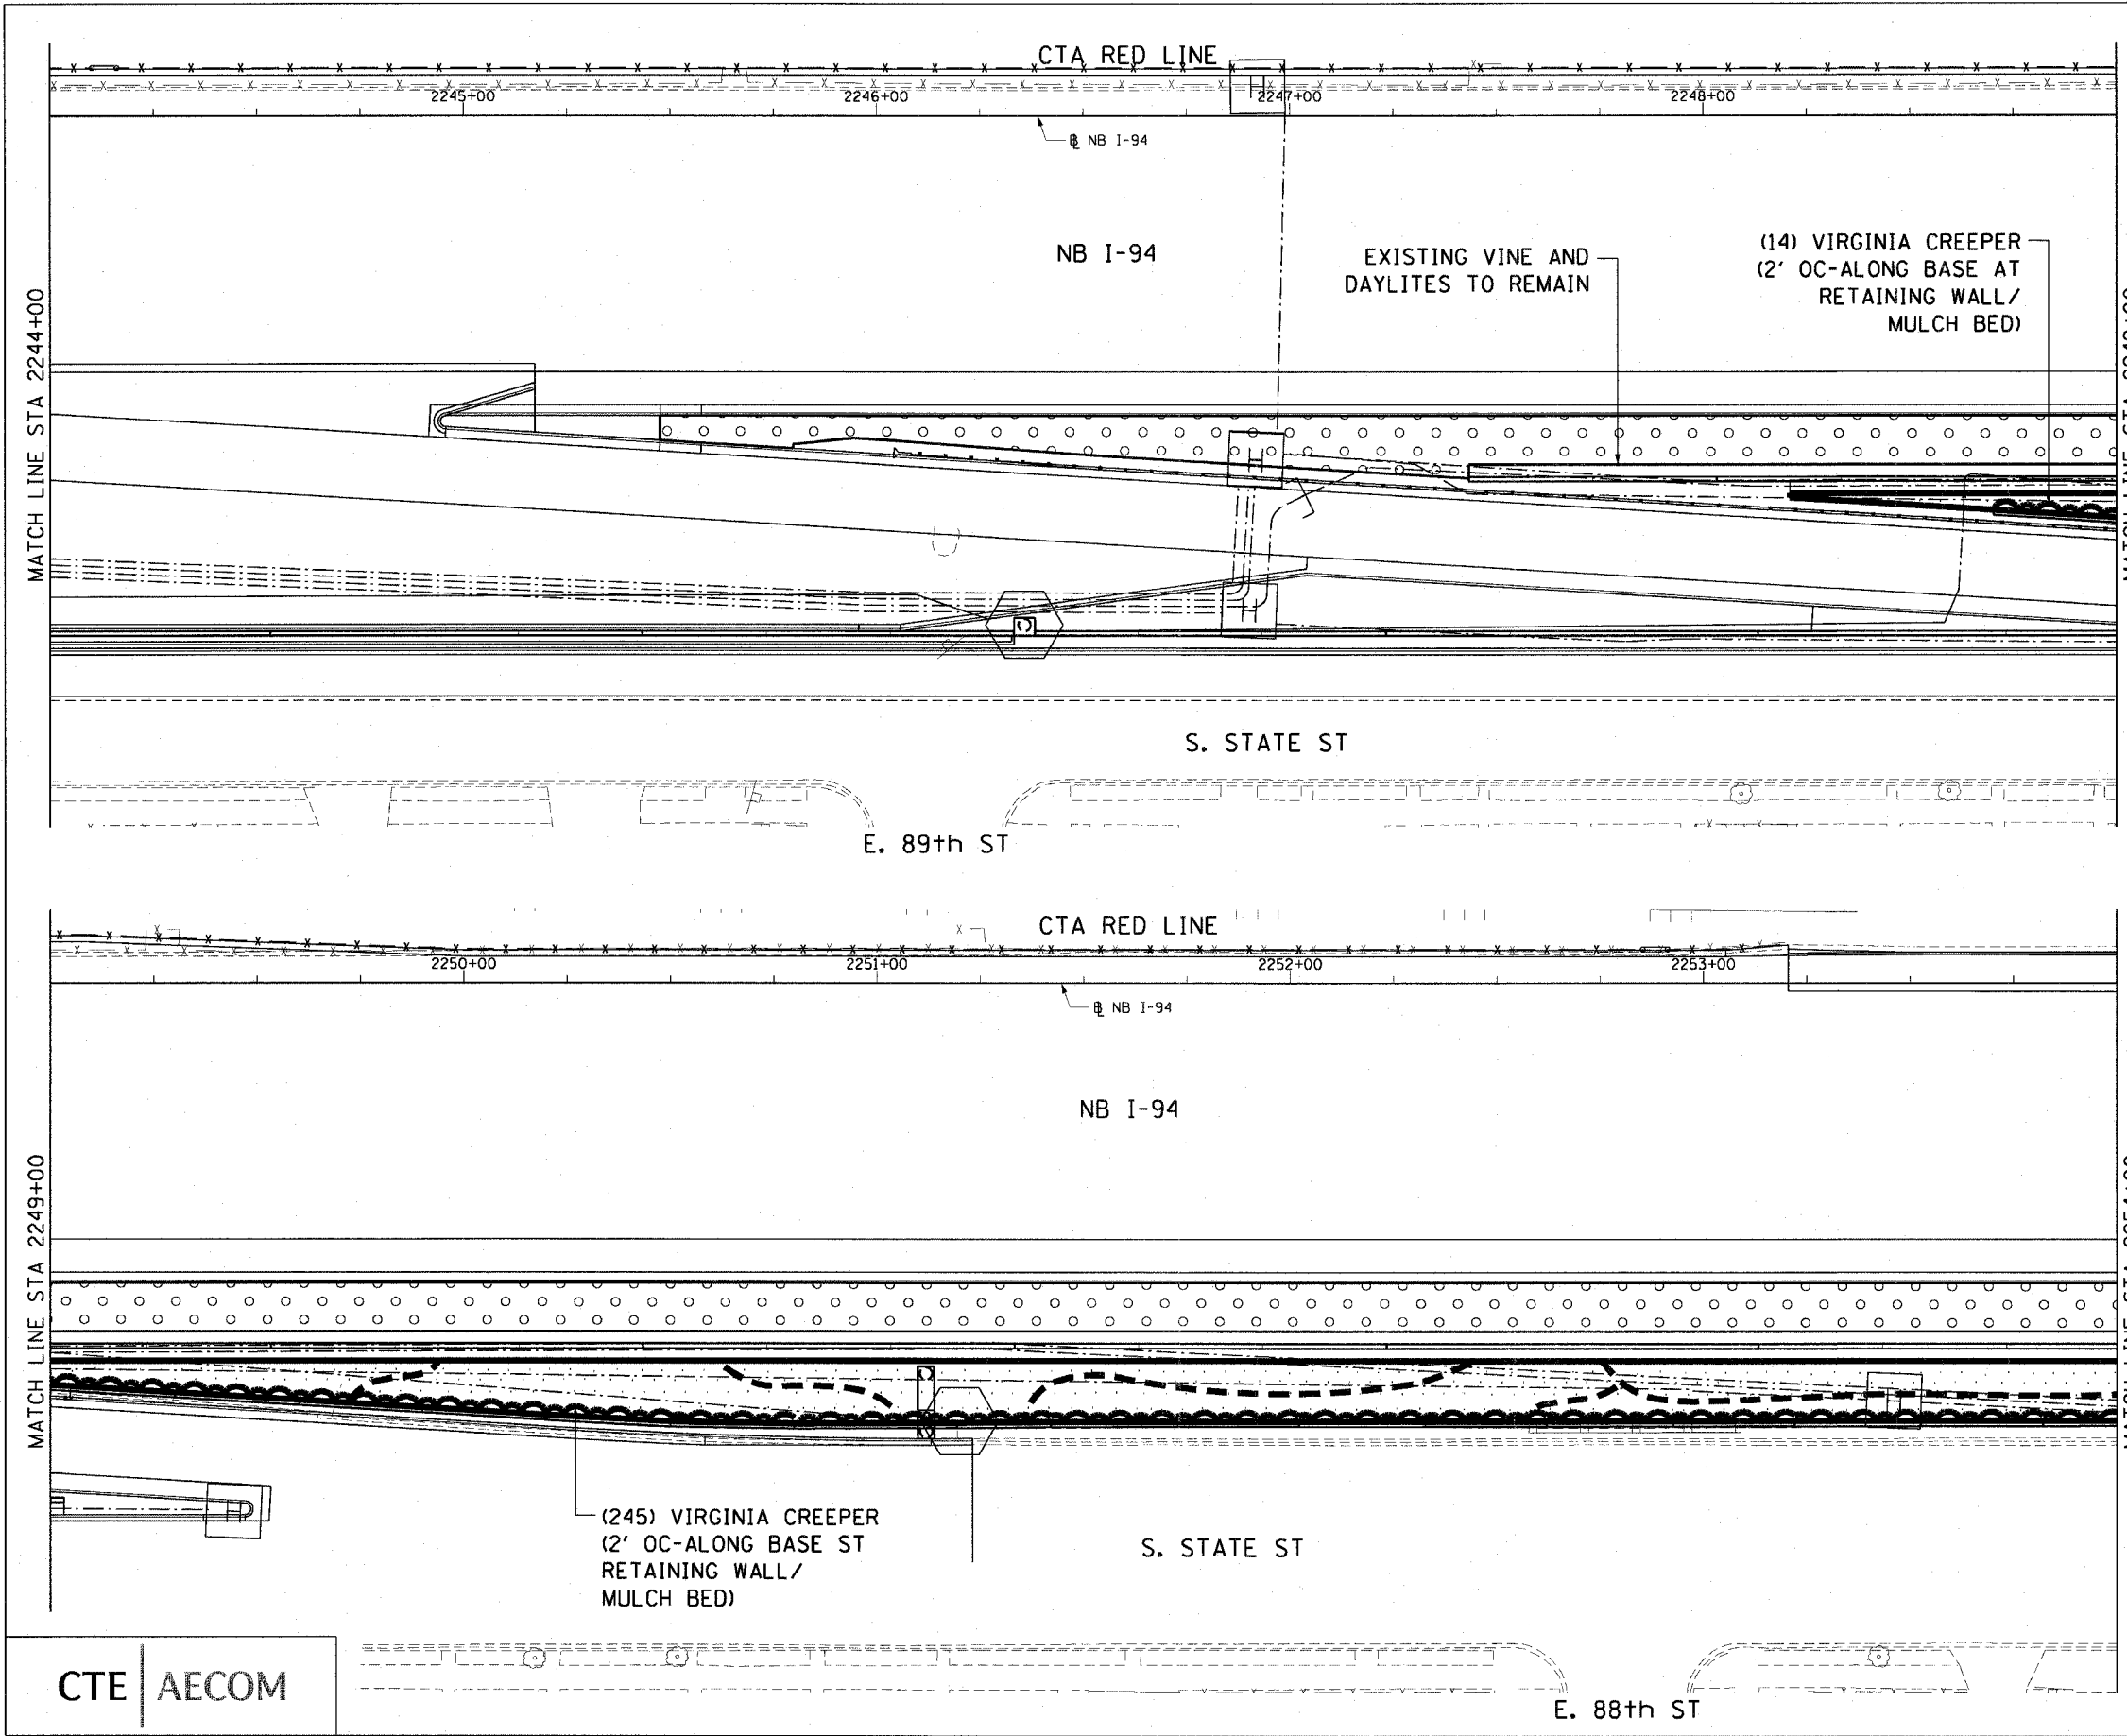 CTA RED LINE
2245+00
2246+00
2247+00
2248+00
℄ NB I-94
NB I-94
MATCH LINE STA 2244+00
EXISTING VINE AND
DAYLITES TO REMAIN
(14) VIRGINIA CREEPER
(2' OC-ALONG BASE AT
RETAINING WALL/
MULCH BED)
S. STATE ST
E. 89th ST
CTA RED LINE
2250+00
2251+00
2252+00
2253+00
℄ NB I-94
NB I-94
MATCH LINE STA 2249+00
(245) VIRGINIA CREEPER
(2' OC-ALONG BASE ST
RETAINING WALL/
MULCH BED)
S. STATE ST
E. 88th ST
CTE AECOM